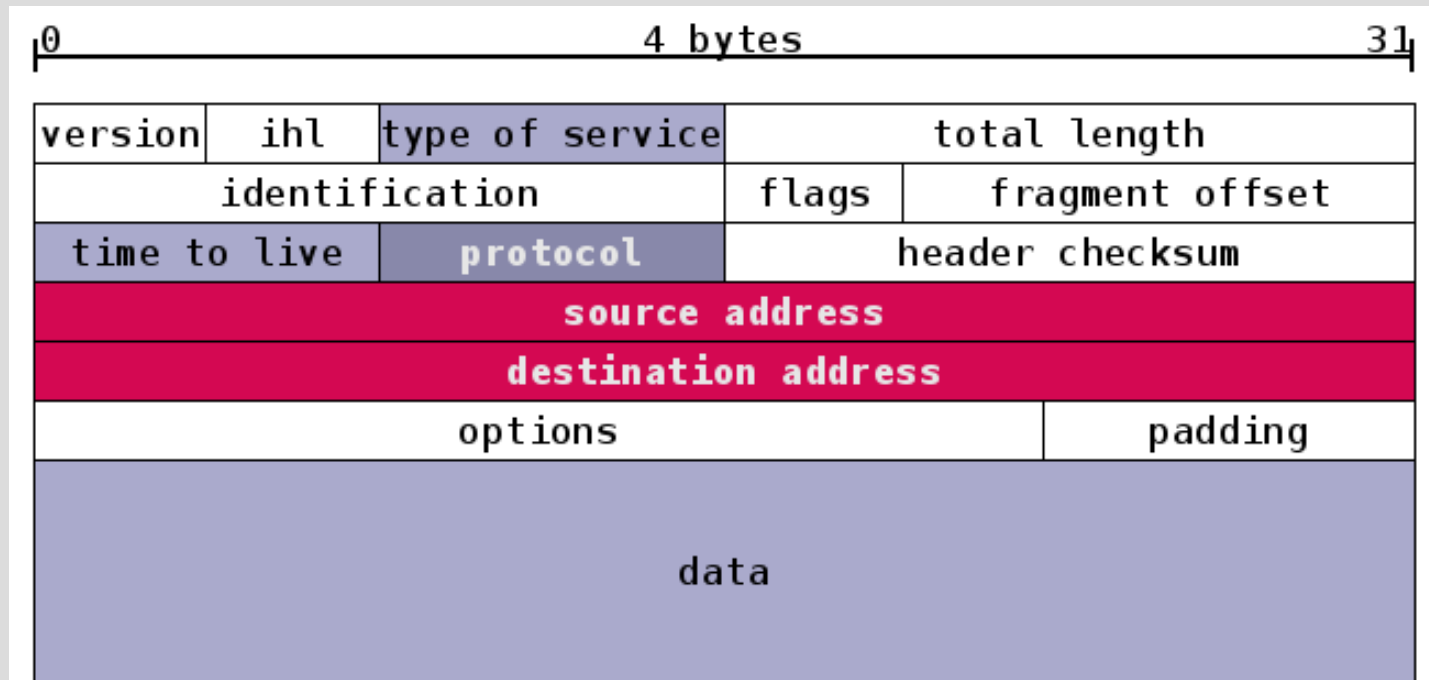 0 4 bytes 31
version ihl type of service total length
identification flags fragment offset
time to live protocol header checksum
source address
destination address
options padding
data